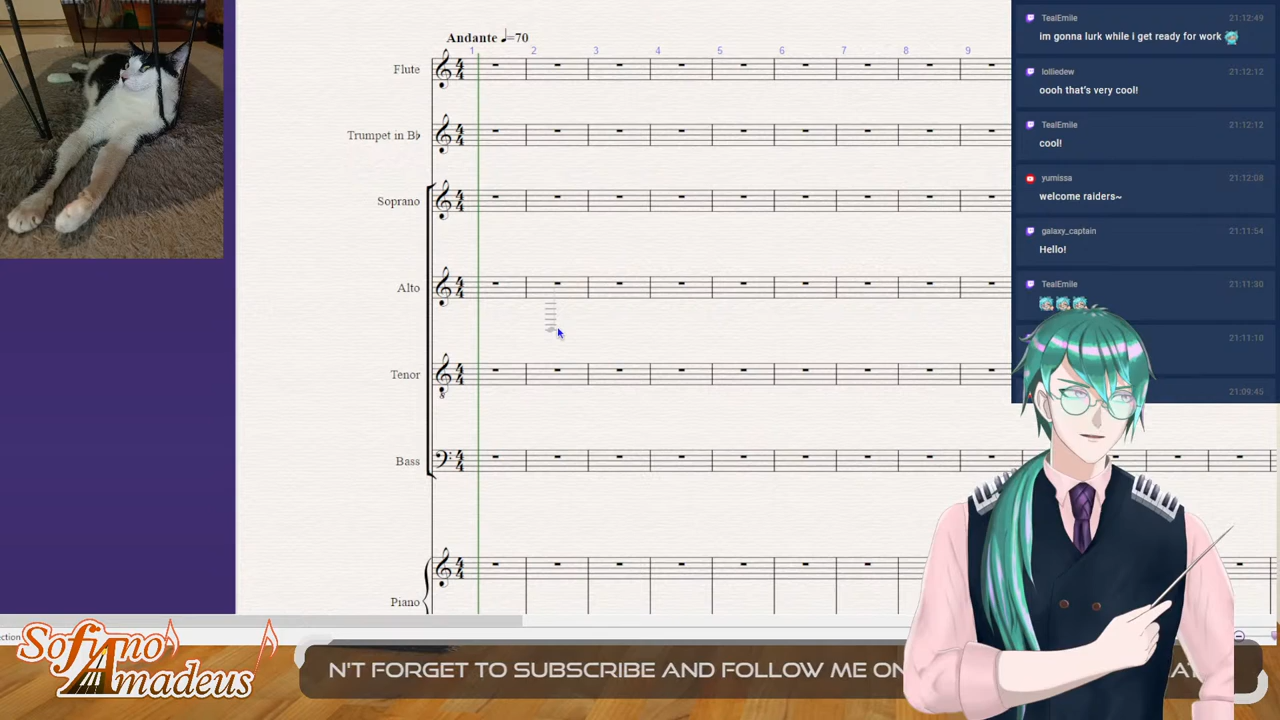 Andante ♩=70
1 2 3 4 5 6 7 8 9
Flute
Trumpet in B♭
Soprano
Alto
Tenor
8
Bass
Piano
TealEmile 21:12:49
im gonna lurk while i get ready for work
lolliedew 21:12:12
oooh that's very cool!
TealEmile 21:12:12
cool!
yumissa 21:12:08
welcome raiders~
galaxy_captain 21:11:54
Hello!
TealEmile 21:11:30
21:11:10
21:09:45
ection
Sofiano
Amadeus
N'T FORGET TO SUBSCRIBE AND FOLLOW ME ON